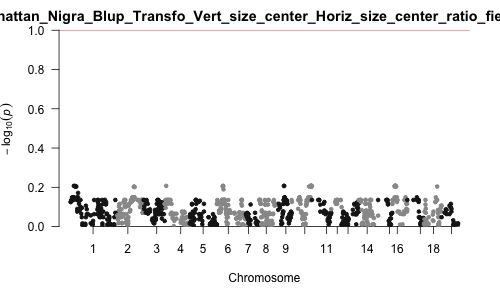 hattan_Nigra_Blup_Transfo_Vert_size_center_Horiz_size_center_ratio_fie
1.0
0.8
0.6
0.4
0.2
0.0
− log10(p)
1 2 3 4 5 6 7 8 9 11 14 16 18
Chromosome